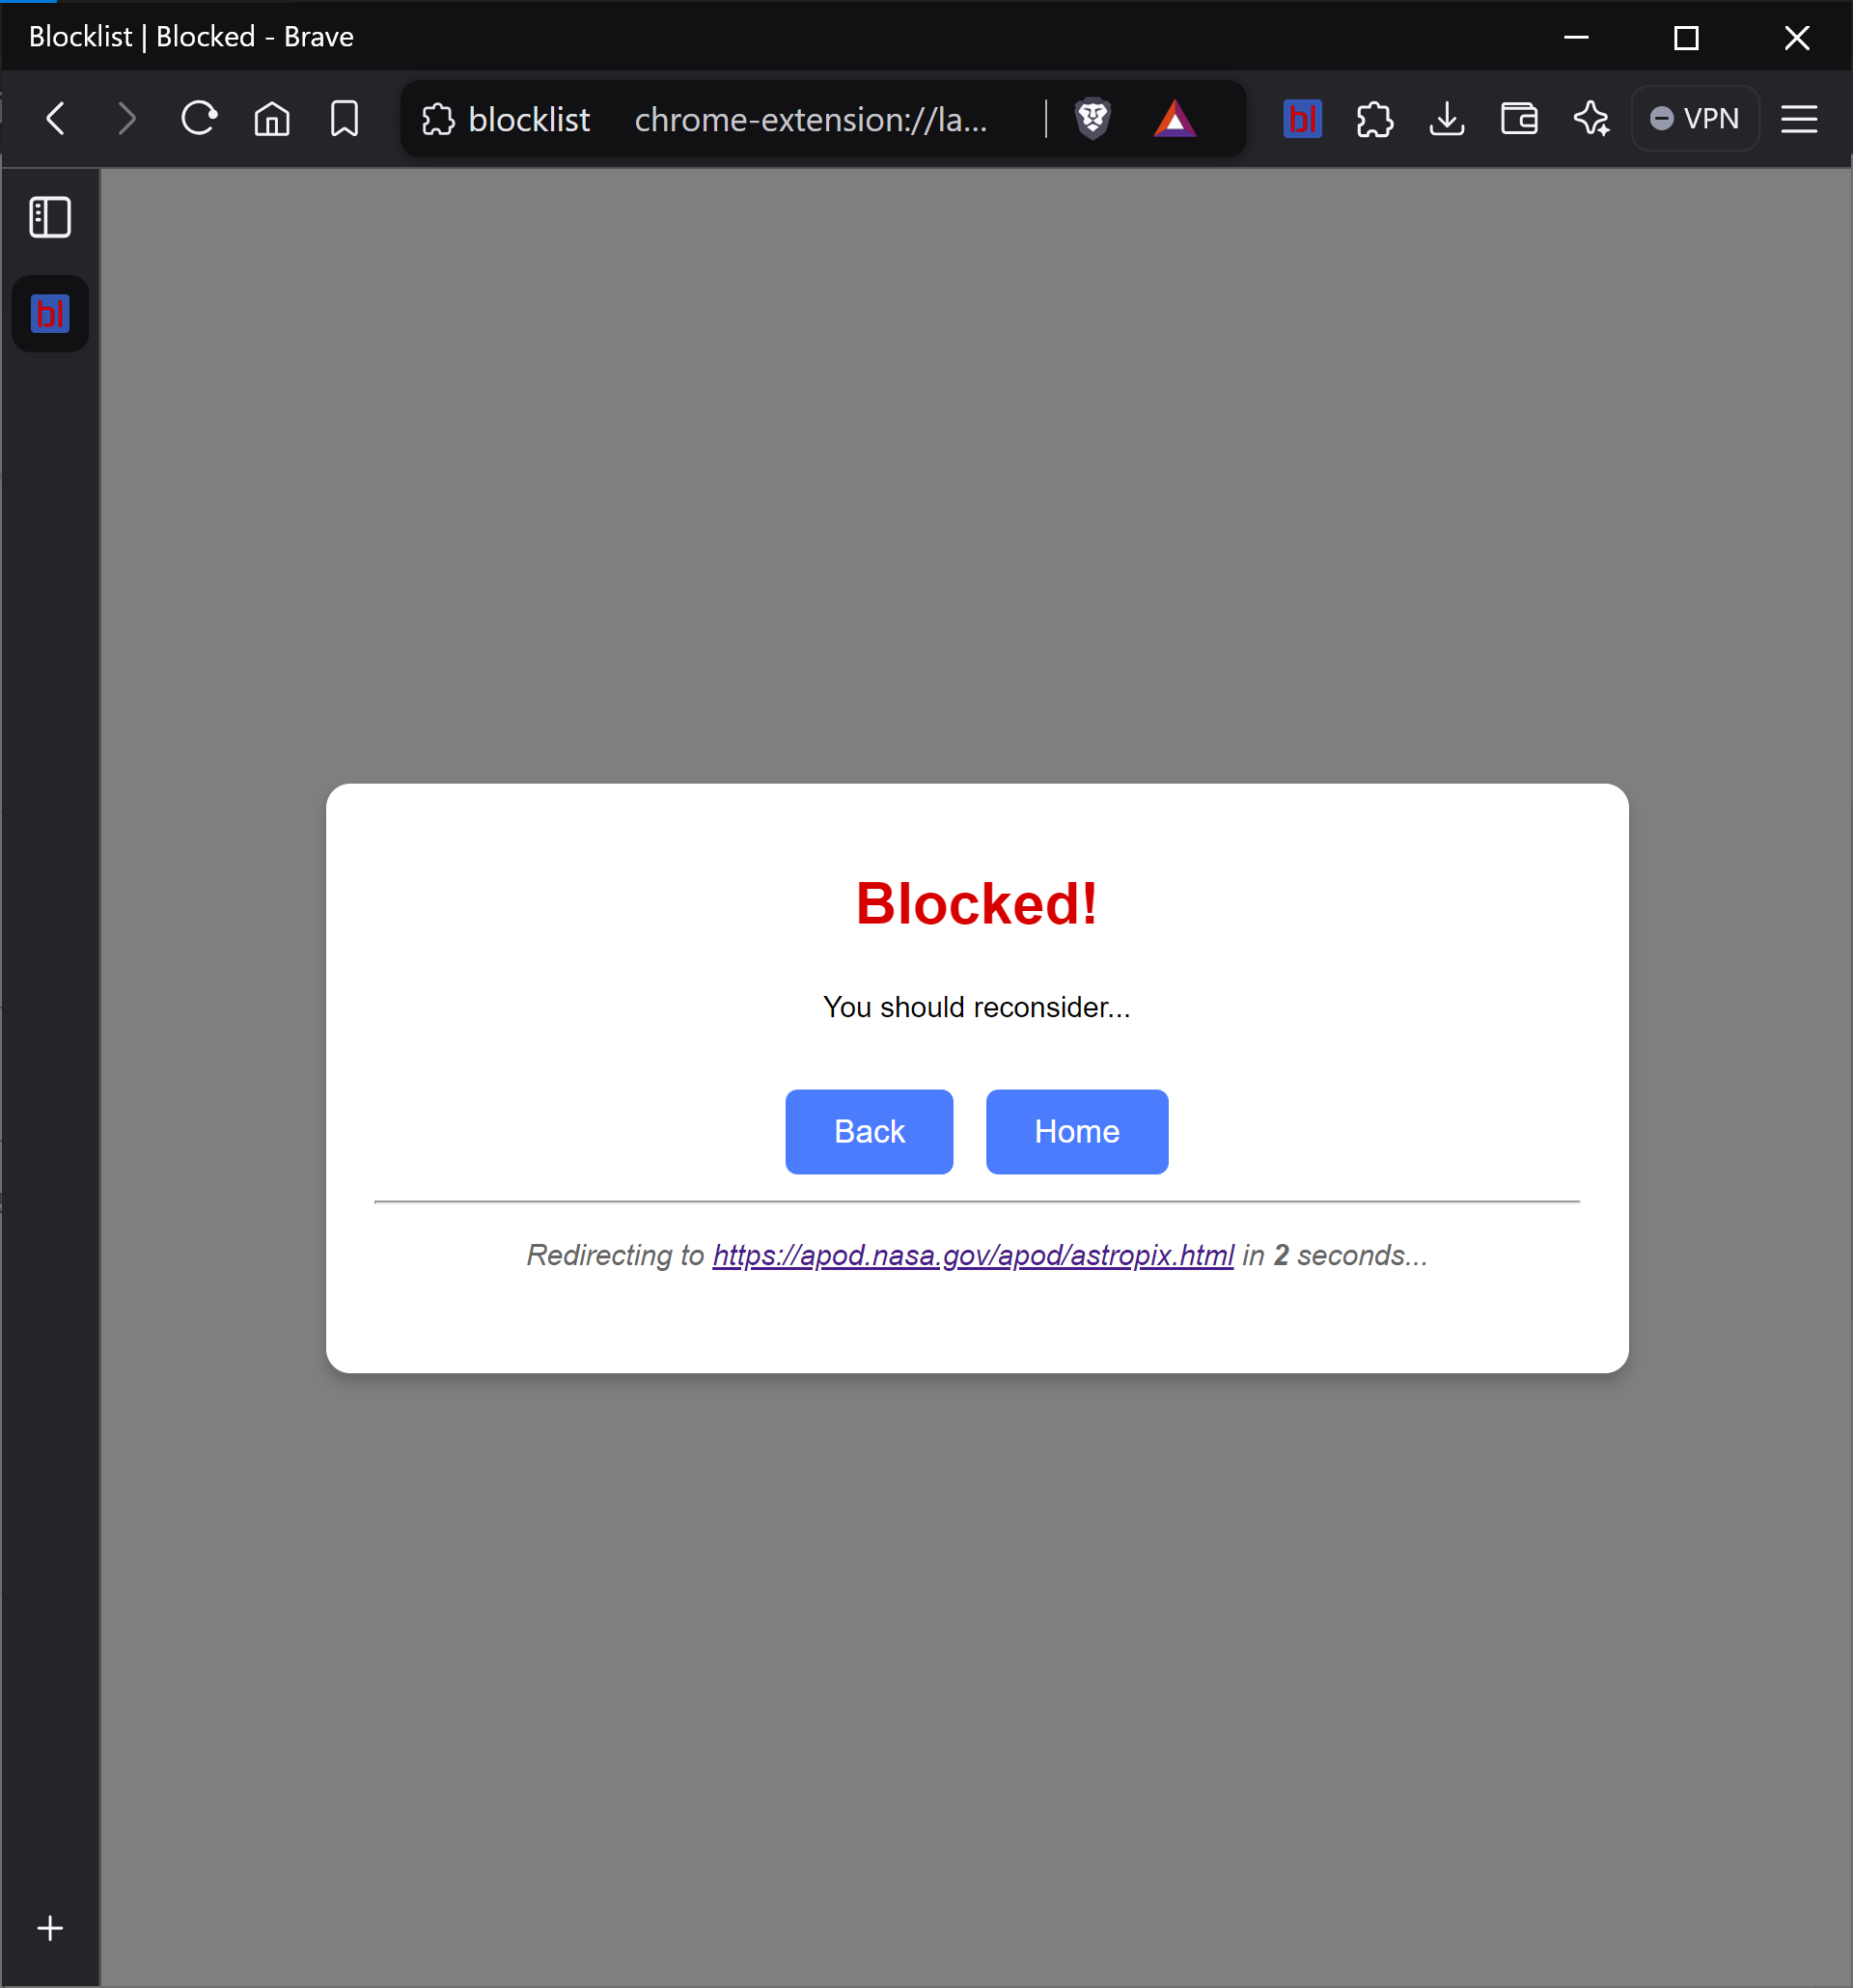 Blocklist | Blocked - Brave
blocklist chrome-extension://la...
bl
VPN
bl
Blocked!
You should reconsider...
Back Home
Redirecting to https://apod.nasa.gov/apod/astropix.html in 2 seconds...